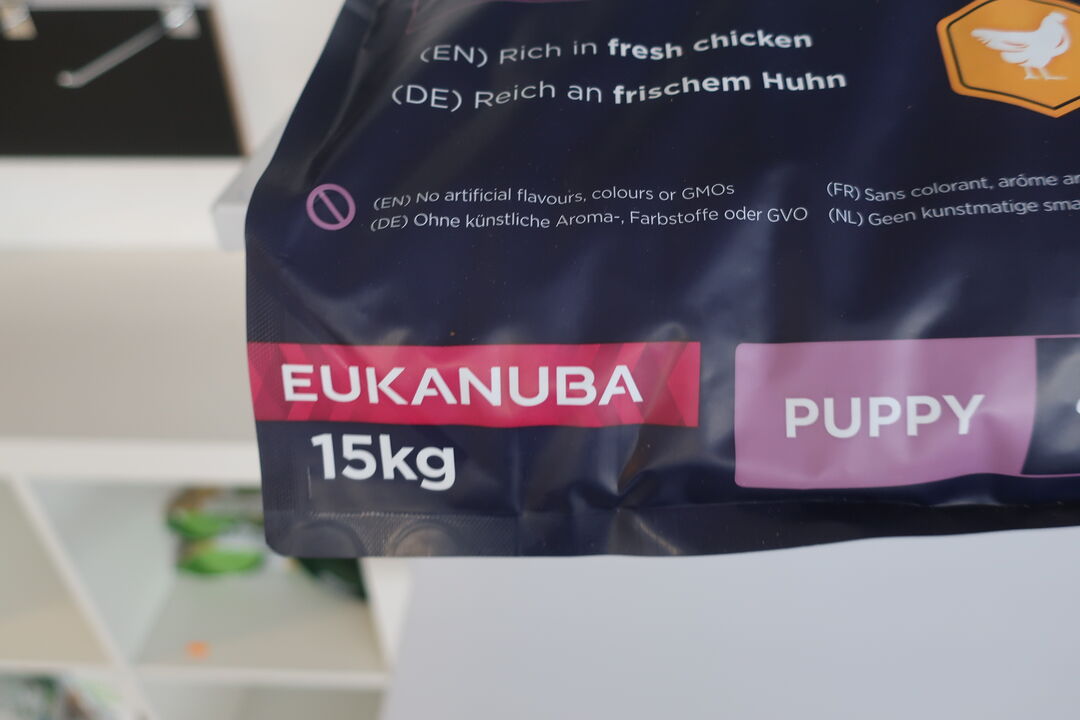 (EN) Rich in fresh chicken
(DE) Reich an frischem Huhn
(EN) No artificial flavours, colours or GMOs
(DE) Ohne künstliche Aroma-, Farbstoffe oder GVO
(FR) Sans colorant, arôme
(NL) Geen kunstmatige
EUKANUBA
15kg
PUPPY